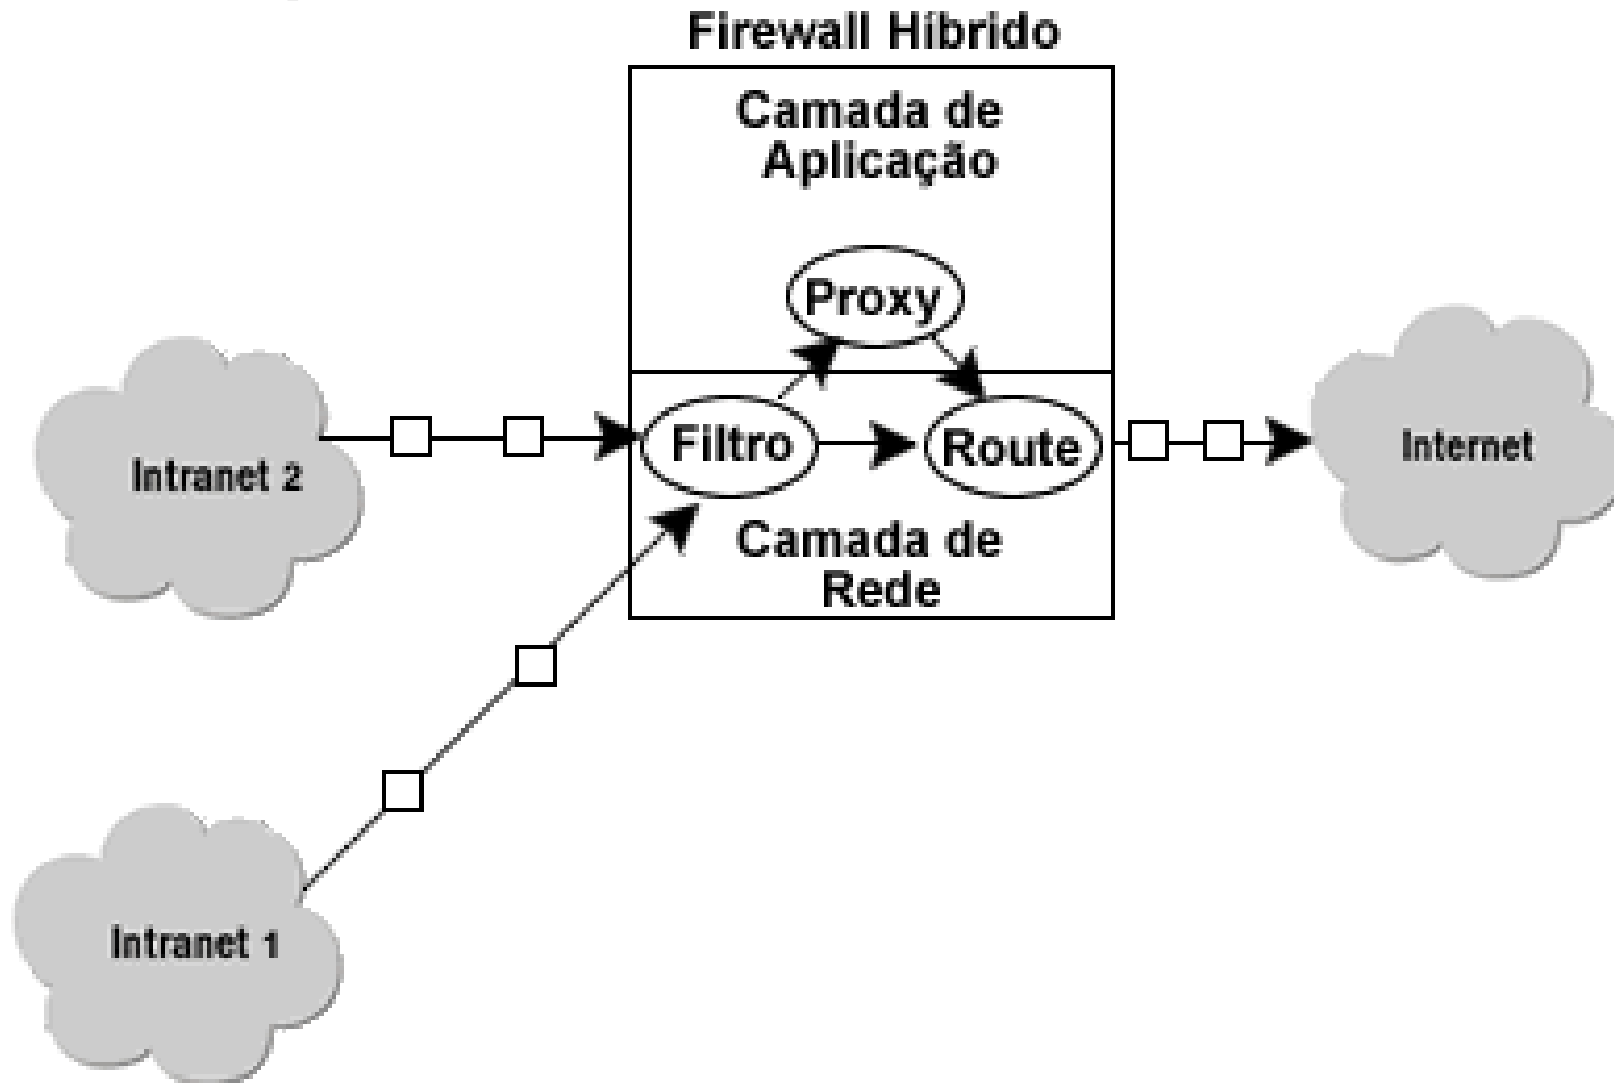 Firewall Híbrido
Camada de
Aplicação
Proxy
Filtro
Route
Camada de
Rede
Intranet 2
Internet
Intranet 1